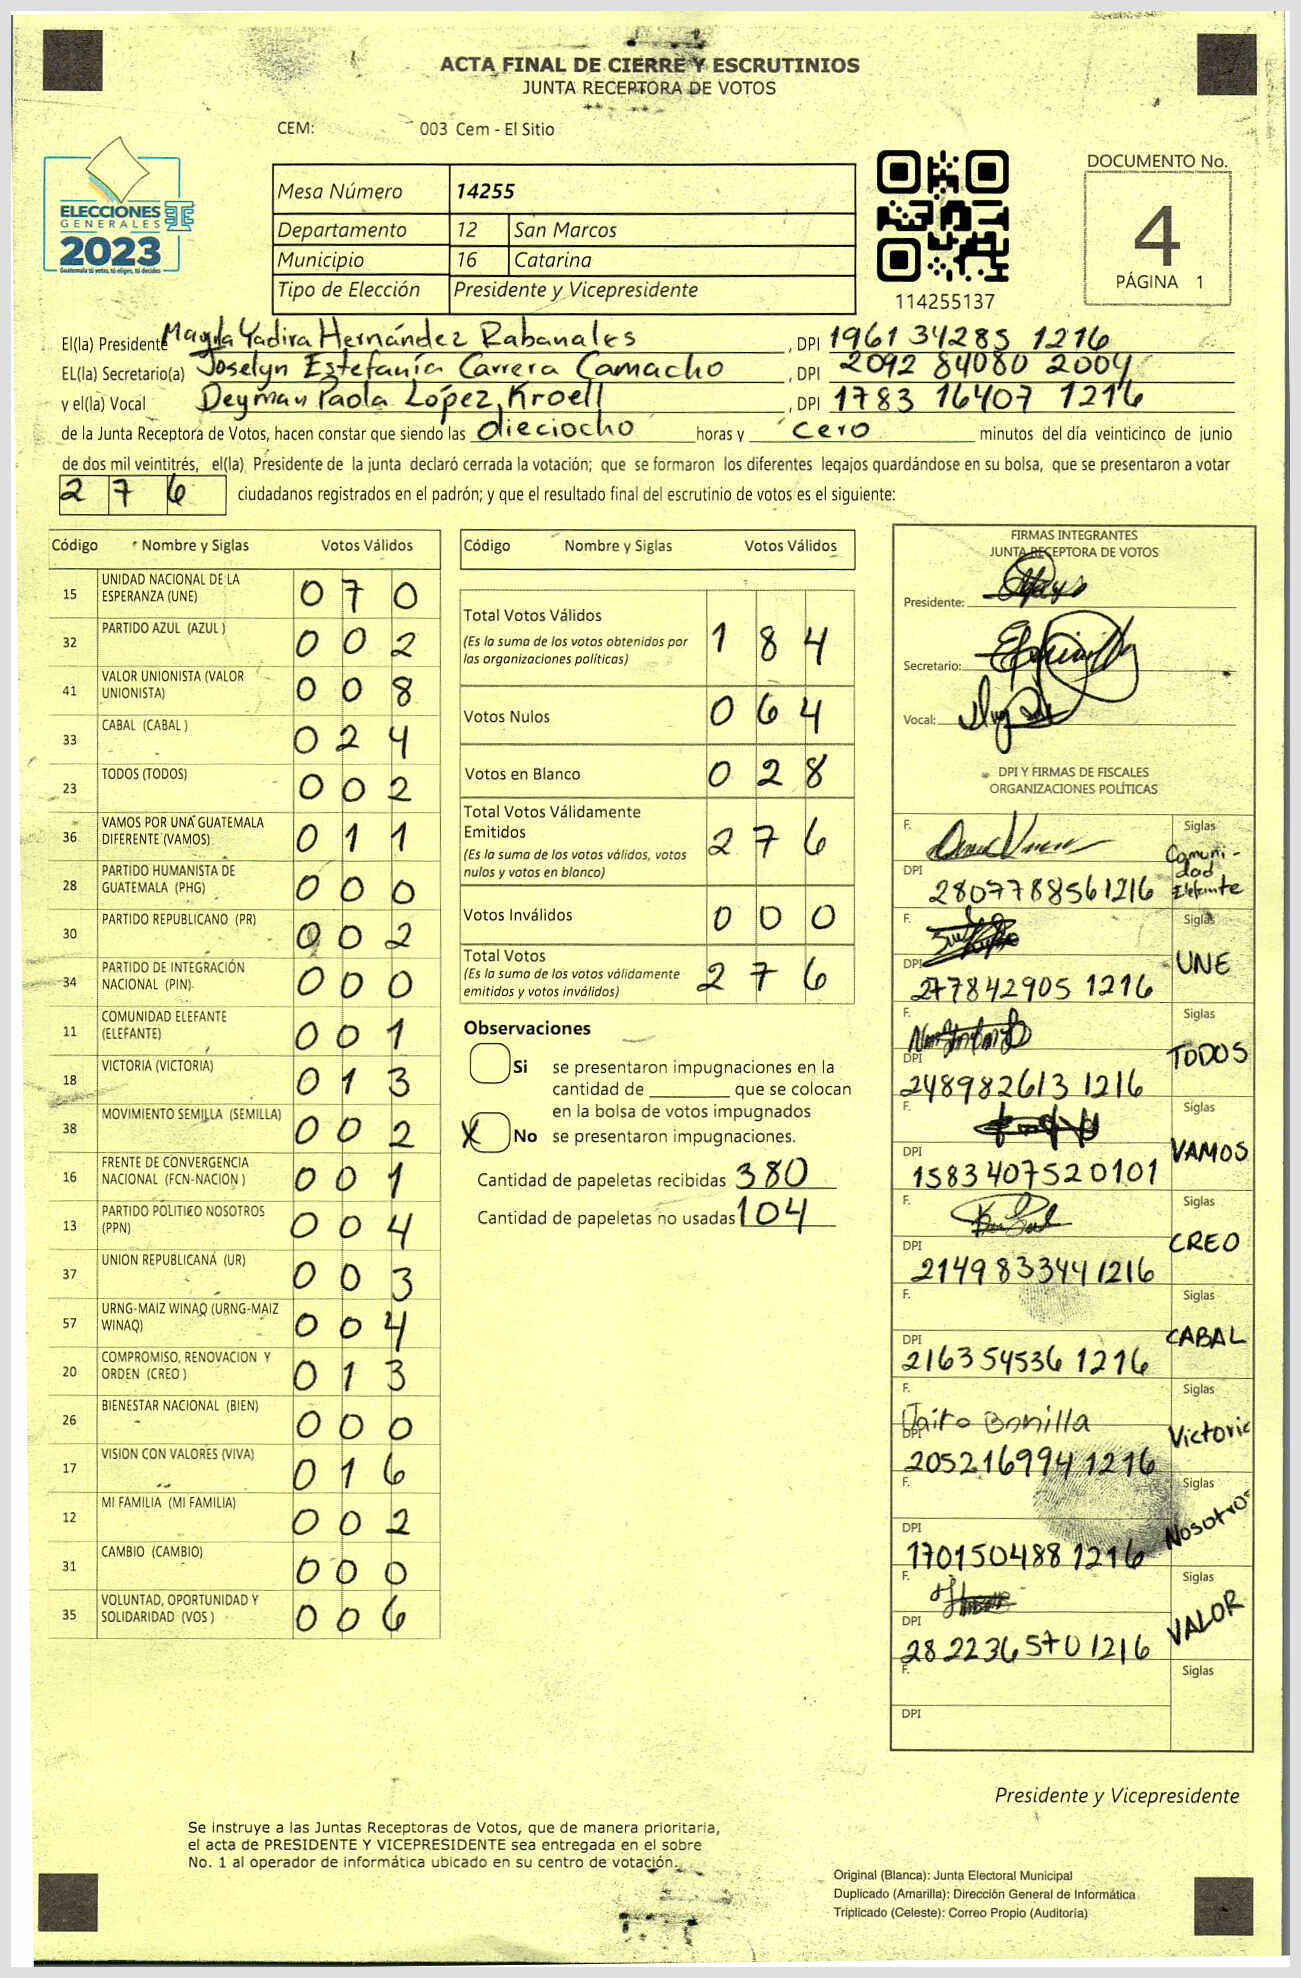 ACTA FINAL DE CIERRE Y ESCRUTINIOS
JUNTA RECEPTORA DE VOTOS
CEM: 003 Cem - El Sitio
ELECCIONES
GENERALES
2023
Guatemala tú votas, tú eliges, tú decides
Mesa Número 14255
Departamento 12 San Marcos
Municipio 16 Catarina
Tipo de Elección Presidente y Vicepresidente
114255137
DOCUMENTO No.
4
PÁGINA 1
El(la) Presidente Mayda Yadira Hernández Rabanales, DPI 1961 34285 1216
EL(la) Secretario(a) Joselyn Estefanía Carrera Camacho, DPI 2092 84080 2004
y el(la) Vocal Deyman Paola López Kroell, DPI 1783 16407 1216
de la Junta Receptora de Votos, hacen constar que siendo las dieciocho horas y cero minutos del día veinticinco de junio
de dos mil veintitrés, el(la) Presidente de la junta declaró cerrada la votación; que se formaron los diferentes legajos guardándose en su bolsa, que se presentaron a votar
276 ciudadanos registrados en el padrón; y que el resultado final del escrutinio de votos es el siguiente:
Código Nombre y Siglas Votos Válidos
15 UNIDAD NACIONAL DE LA ESPERANZA (UNE) 0 7 0
32 PARTIDO AZUL (AZUL ) 0 0 2
41 VALOR UNIONISTA (VALOR UNIONISTA) 0 0 8
33 CABAL (CABAL ) 0 2 4
23 TODOS (TODOS) 0 0 2
36 VAMOS POR UNA GUATEMALA DIFERENTE (VAMOS) 0 1 1
28 PARTIDO HUMANISTA DE GUATEMALA (PHG) 0 0 0
30 PARTIDO REPUBLICANO (PR) 0 0 2
34 PARTIDO DE INTEGRACIÓN NACIONAL (PIN) 0 0 0
11 COMUNIDAD ELEFANTE (ELEFANTE) 0 0 1
18 VICTORIA (VICTORIA) 0 1 3
38 MOVIMIENTO SEMILLA (SEMILLA) 0 0 2
16 FRENTE DE CONVERGENCIA NACIONAL (FCN-NACION ) 0 0 1
13 PARTIDO POLITICO NOSOTROS (PPN) 0 0 4
37 UNION REPUBLICANA (UR) 0 0 3
57 URNG-MAIZ WINAQ (URNG-MAIZ WINAQ) 0 0 4
20 COMPROMISO, RENOVACION Y ORDEN (CREO ) 0 1 3
26 BIENESTAR NACIONAL (BIEN) 0 0 0
17 VISION CON VALORES (VIVA) 0 1 6
12 MI FAMILIA (MI FAMILIA) 0 0 2
31 CAMBIO (CAMBIO) 0 0 0
35 VOLUNTAD, OPORTUNIDAD Y SOLIDARIDAD (VOS ) 0 0 6
Código Nombre y Siglas Votos Válidos
Total Votos Válidos 1 8 4
(Es la suma de los votos obtenidos por
las organizaciones políticas)
Votos Nulos 0 6 4
Votos en Blanco 0 2 8
Total Votos Válidamente
Emitidos 2 7 6
(Es la suma de los votos válidos, votos
nulos y votos en blanco)
Votos Inválidos 0 0 0
Total Votos 2 7 6
(Es la suma de los votos válidamente
emitidos y votos inválidos)
Observaciones
Si se presentaron impugnaciones en la
cantidad de ________ que se colocan
en la bolsa de votos impugnados
X No se presentaron impugnaciones.
Cantidad de papeletas recibidas 380
Cantidad de papeletas no usadas 104
FIRMAS INTEGRANTES
JUNTA RECEPTORA DE VOTOS
Presidente:
Secretario:
Vocal:
DPI Y FIRMAS DE FISCALES
ORGANIZACIONES POLÍTICAS
F. Siglas Comunidad Elefante
DPI 2807788561216
F. Siglas UNE
DPI 277842905 1216
F. Siglas TODOS
DPI 248982613 1216
F. Siglas VAMOS
DPI 1583407520101
F. Siglas CREO
DPI 2149833441216
F. Siglas CABAL
DPI 216354536 1216
F. Jairo Bonilla Siglas Victoria
DPI 205216994 1216
F. Siglas Nosotros
DPI 170150488 1216
F. Siglas VALOR
DPI 2822365701216
F. Siglas
DPI
Presidente y Vicepresidente
Se instruye a las Juntas Receptoras de Votos, que de manera prioritaria,
el acta de PRESIDENTE Y VICEPRESIDENTE sea entregada en el sobre
No. 1 al operador de informática ubicado en su centro de votación.
Original (Blanca): Junta Electoral Municipal
Duplicado (Amarilla): Dirección General de Informática
Triplicado (Celeste): Correo Propio (Auditoría)